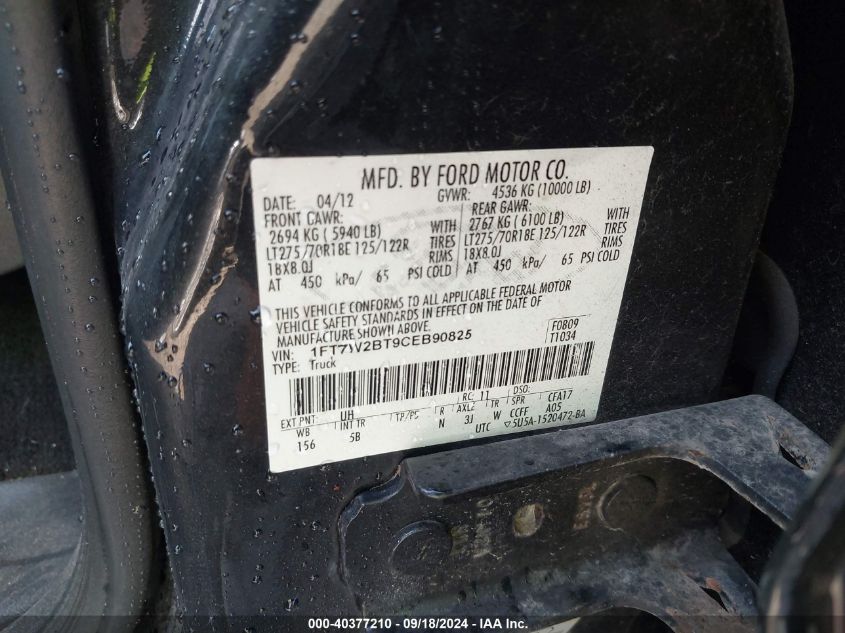 MFD. BY FORD MOTOR CO.
DATE: 04/12 GVWR: 4536 KG (10000 LB)
FRONT GAWR: REAR GAWR:
2694 KG ( 5940 LB) WITH 2767 KG ( 6100 LB) WITH
LT275/70R18E 125/122R TIRES LT275/70R18E 125/122R TIRES
18X8.0J RIMS 18X8.0J RIMS
AT 450 kPa/ 65 PSI COLD AT 450 kPa/ 65 PSI COLD
THIS VEHICLE CONFORMS TO ALL APPLICABLE FEDERAL MOTOR
VEHICLE SAFETY STANDARDS IN EFFECT ON THE DATE OF
MANUFACTURE SHOWN ABOVE.
VIN: 1FT7W2BT9CEB90825 F0809
TYPE: Truck T1034
EXT PNT: UH RC: 11 DSO:
WB INT TR TP/PS R AXLE TR SPR CFA17
156 5B N 3J W CCFF A05
UTC ▽5U5A-1520472-BA
000-40377210 - 09/18/2024 - IAA, Inc.